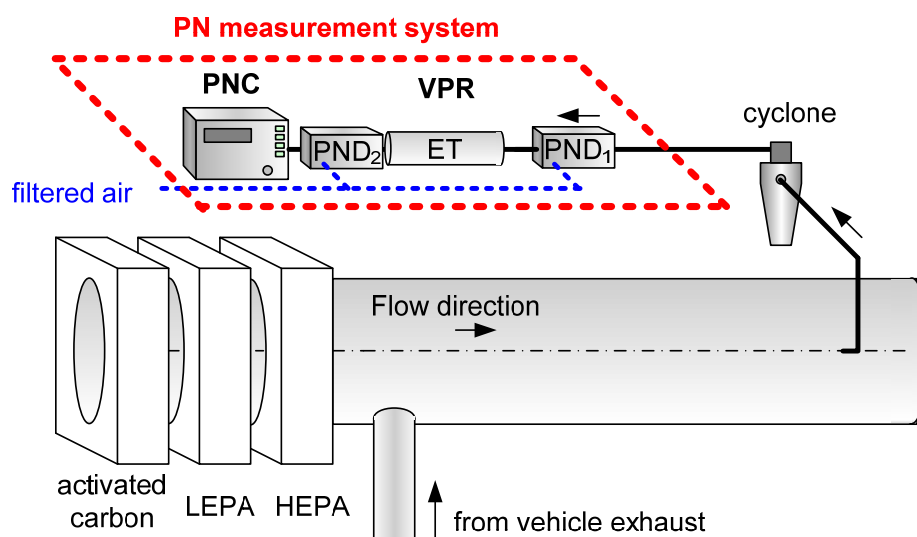 PN measurement system
PNC
VPR
cyclone
PND₂
ET
PND₁
filtered air
Flow direction
activated
carbon
LEPA
HEPA
from vehicle exhaust